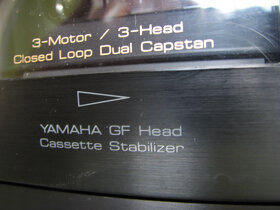 3-Motor / 3-Head
Closed Loop Dual Capstan
YAMAHA GF Head
Cassette Stabilizer